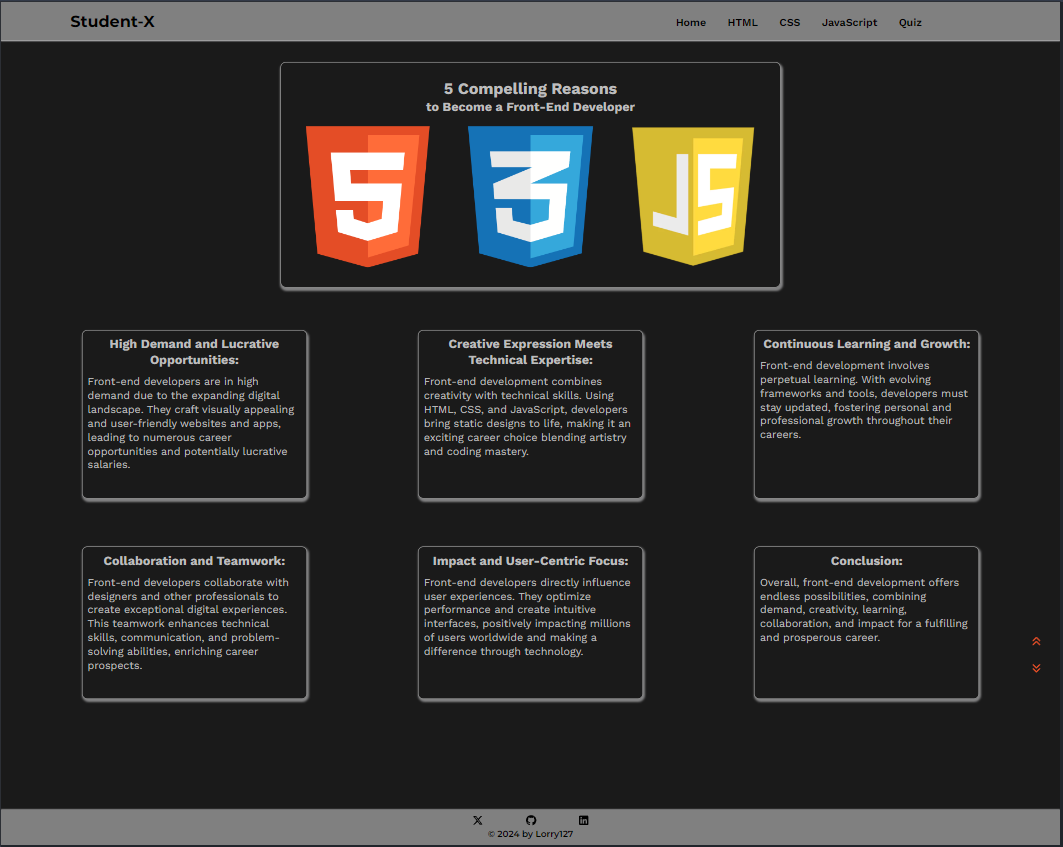 Student-X
Home HTML CSS JavaScript Quiz
5 Compelling Reasons
to Become a Front-End Developer
5
3
JS
High Demand and Lucrative
Opportunities:
Front-end developers are in high
demand due to the expanding digital
landscape. They craft visually appealing
and user-friendly websites and apps,
leading to numerous career
opportunities and potentially lucrative
salaries.
Creative Expression Meets
Technical Expertise:
Front-end development combines
creativity with technical skills. Using
HTML, CSS, and JavaScript, developers
bring static designs to life, making it an
exciting career choice blending artistry
and coding mastery.
Continuous Learning and Growth:
Front-end development involves
perpetual learning. With evolving
frameworks and tools, developers must
stay updated, fostering personal and
professional growth throughout their
careers.
Collaboration and Teamwork:
Front-end developers collaborate with
designers and other professionals to
create exceptional digital experiences.
This teamwork enhances technical
skills, communication, and problem-
solving abilities, enriching career
prospects.
Impact and User-Centric Focus:
Front-end developers directly influence
user experiences. They optimize
performance and create intuitive
interfaces, positively impacting millions
of users worldwide and making a
difference through technology.
Conclusion:
Overall, front-end development offers
endless possibilities, combining
demand, creativity, learning,
collaboration, and impact for a fulfilling
and prosperous career.
© 2024 by Lorry127